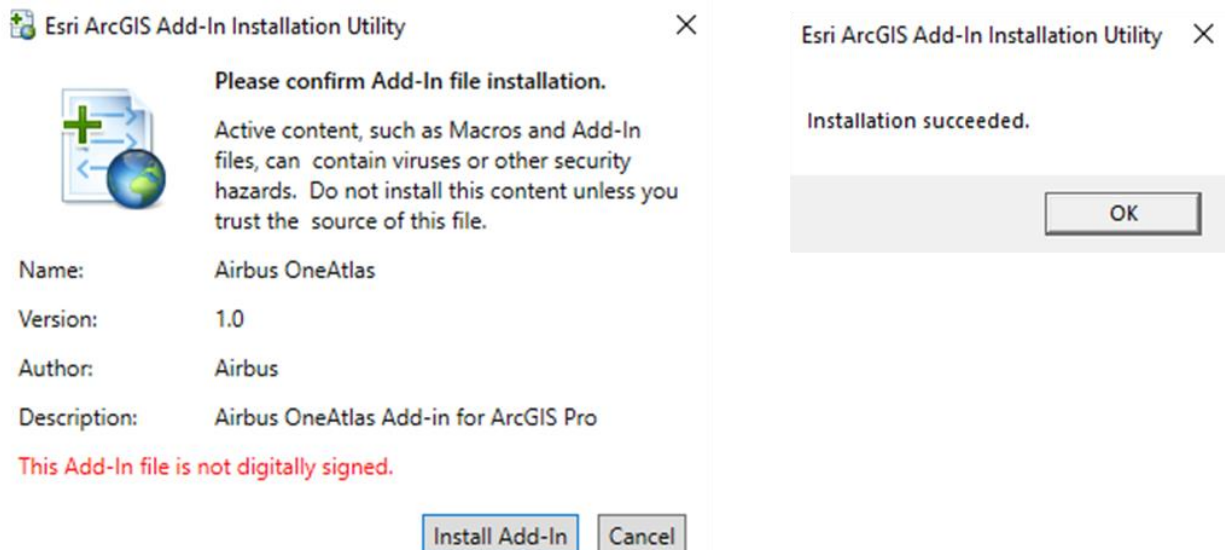 Esri ArcGIS Add-In Installation Utility
Please confirm Add-In file installation.
Active content, such as Macros and Add-In
files, can  contain viruses or other security
hazards.  Do not install this content unless you
trust the  source of this file.
Name: Airbus OneAtlas
Version: 1.0
Author: Airbus
Description: Airbus OneAtlas Add-in for ArcGIS Pro
This Add-In file is not digitally signed.
Install Add-In Cancel
Esri ArcGIS Add-In Installation Utility
Installation succeeded.
OK